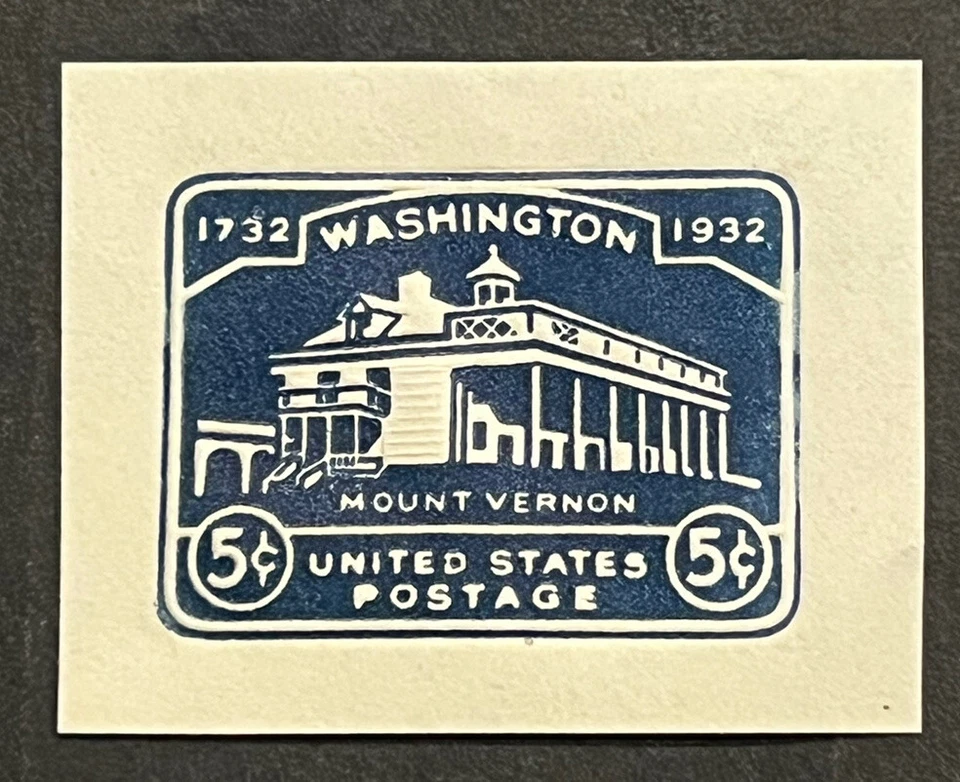 1732 WASHINGTON 1932
MOUNT VERNON
5¢ UNITED STATES 5¢
POSTAGE